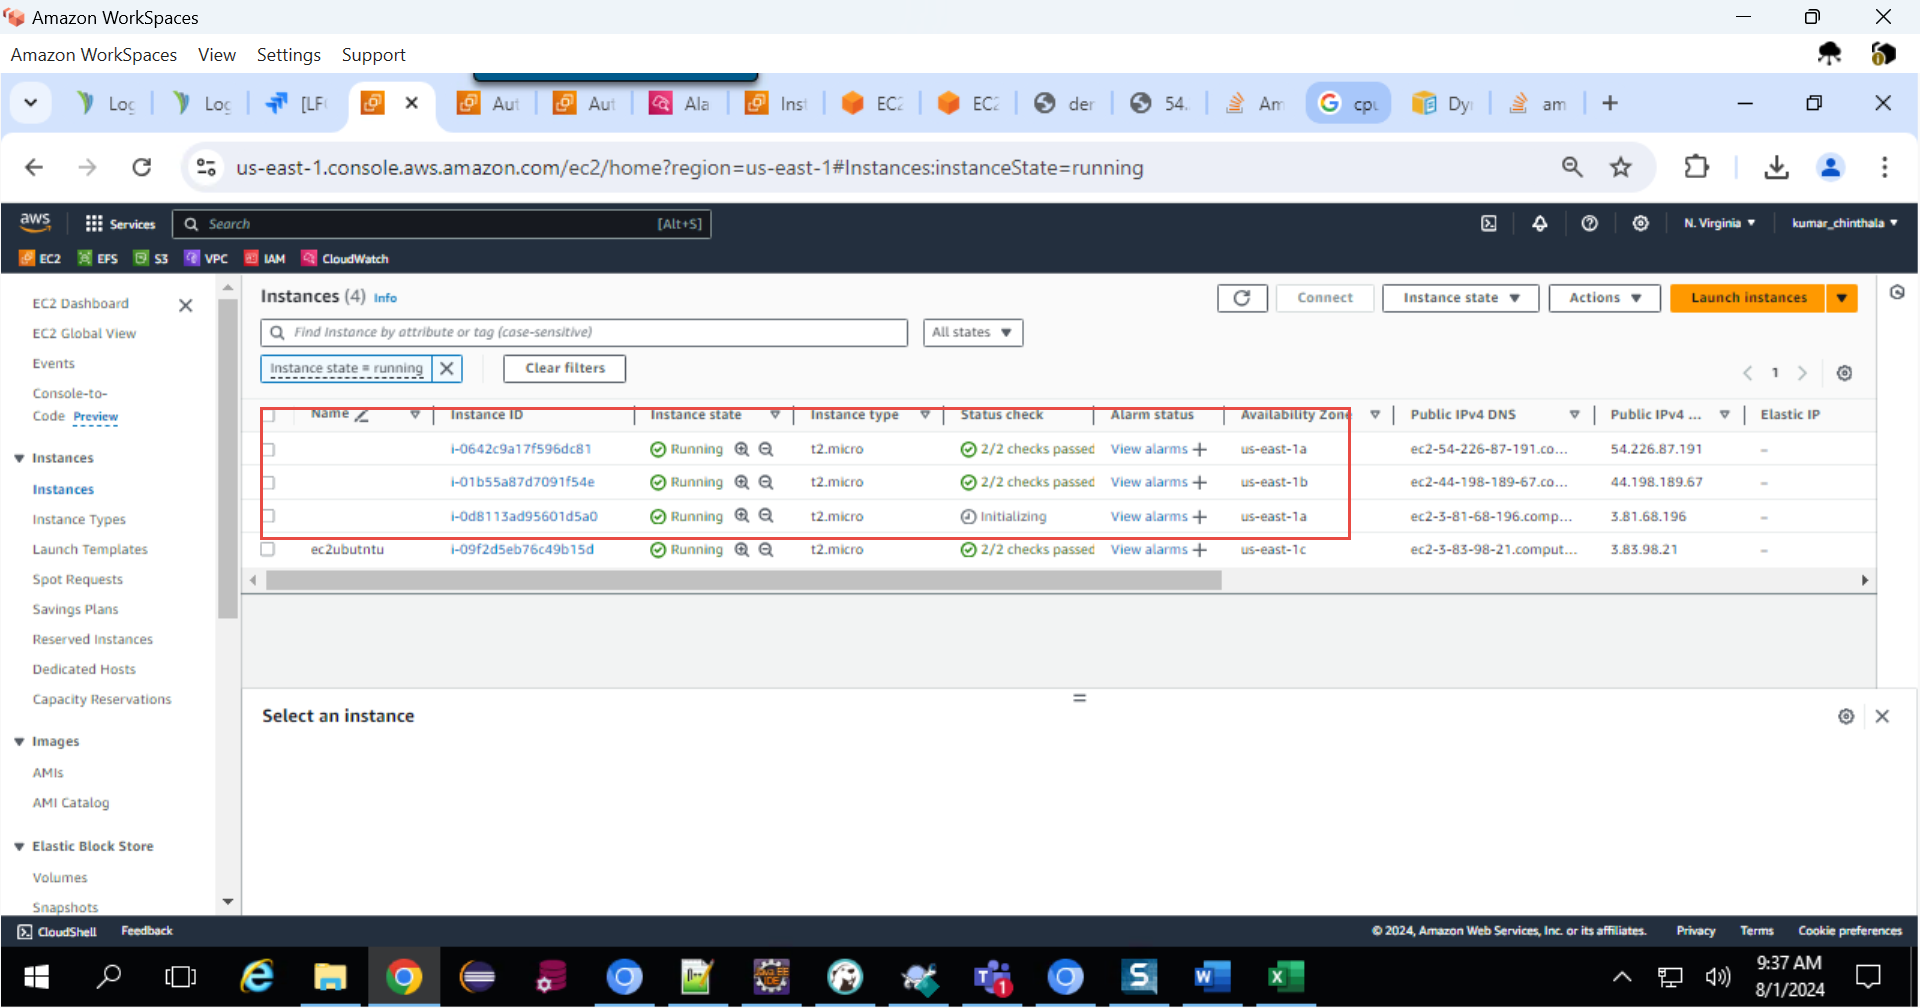 Amazon WorkSpaces
Amazon WorkSpaces View Settings Support
Log Log [LF Aut Aut Ala Inst EC2 EC2 der 54. Am cpu Dyn am
us-east-1.console.aws.amazon.com/ec2/home?region=us-east-1#Instances:instanceState=running
aws Services Search [Alt+S] N. Virginia kumar_chinthala
EC2 EFS S3 VPC IAM CloudWatch
EC2 Dashboard
EC2 Global View
Events
Console-to-
Code Preview
Instances
Instances
Instance Types
Launch Templates
Spot Requests
Savings Plans
Reserved Instances
Dedicated Hosts
Capacity Reservations
Images
AMIs
AMI Catalog
Elastic Block Store
Volumes
Snapshots
Instances (4) Info
Connect Instance state Actions Launch instances
Find Instance by attribute or tag (case-sensitive) All states
Instance state = running Clear filters
1
Name Instance ID Instance state Instance type Status check Alarm status Availability Zone Public IPv4 DNS Public IPv4 ... Elastic IP
i-0642c9a17f596dc81 Running t2.micro 2/2 checks passed View alarms us-east-1a ec2-54-226-87-191.co... 54.226.87.191 –
i-01b55a87d7091f54e Running t2.micro 2/2 checks passed View alarms us-east-1b ec2-44-198-189-67.co... 44.198.189.67 –
i-0d8113ad95601d5a0 Running t2.micro Initializing View alarms us-east-1a ec2-3-81-68-196.comp... 3.81.68.196 –
ec2ubutntu i-09f2d5eb76c49b15d Running t2.micro 2/2 checks passed View alarms us-east-1c ec2-3-83-98-21.comput... 3.83.98.21 –
Select an instance
CloudShell Feedback © 2024, Amazon Web Services, Inc. or its affiliates. Privacy Terms Cookie preferences
9:37 AM
8/1/2024